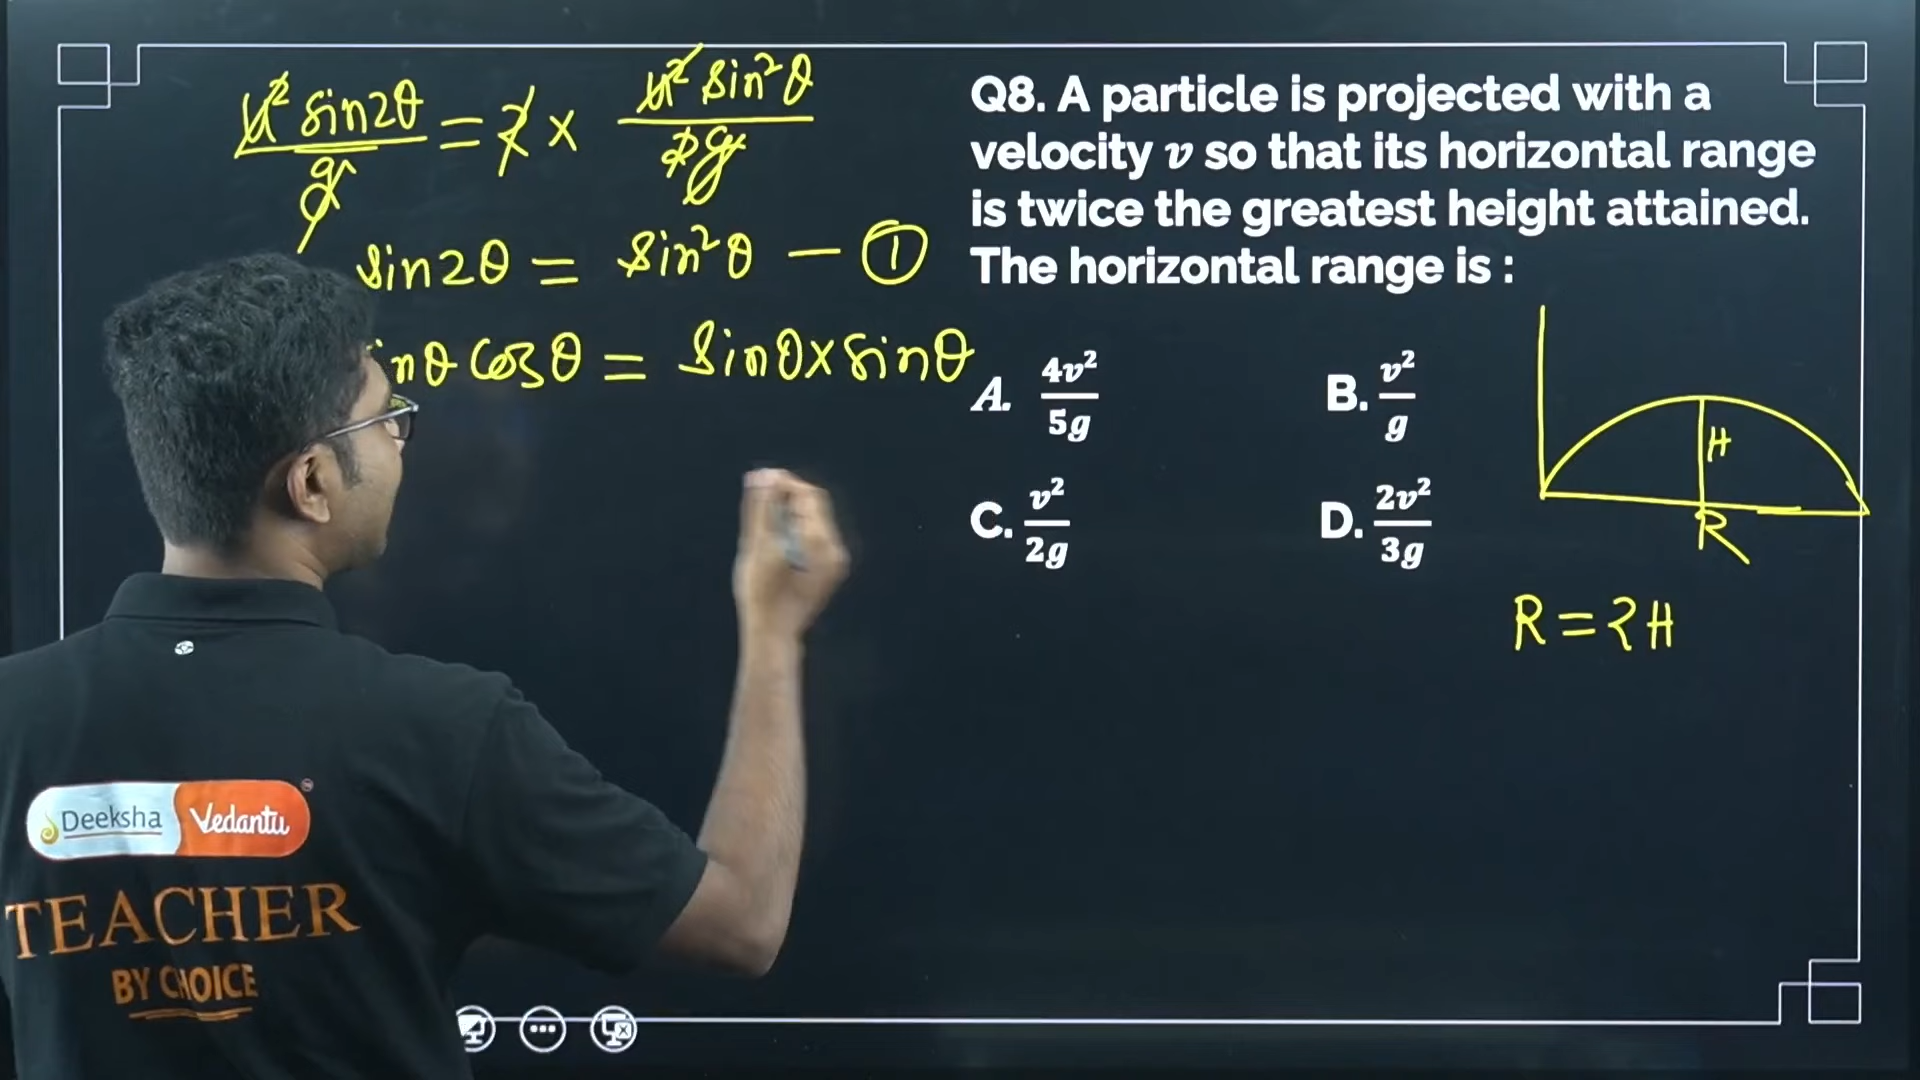 u² sin2θ / g = 2 × u² sin²θ / 2g
sin2θ = sin²θ — ①
nθ cosθ = sinθ × sinθ
Q8. A particle is projected with a
velocity v so that its horizontal range
is twice the greatest height attained.
The horizontal range is :
A. 4v²/5g
B. v²/g
C. v²/2g
D. 2v²/3g
H
R
R = 2H
Deeksha Vedantu
TEACHER
BY CHOICE